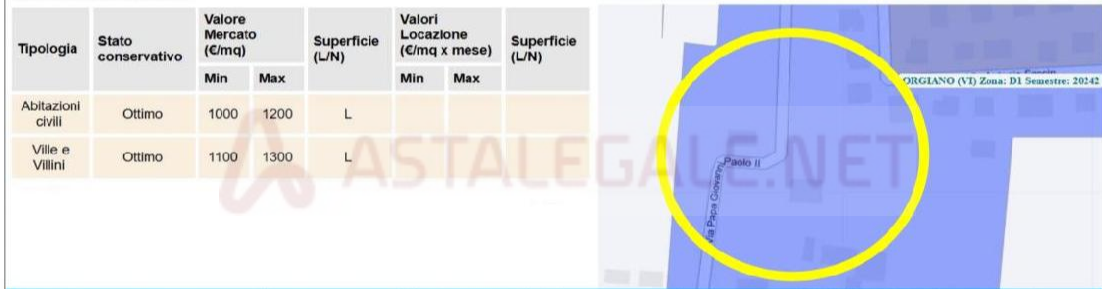 Tipologia Stato conservativo Valore Mercato (€/mq) Superficie (L/N) Valori Locazione (€/mq x mese) Superficie (L/N)
Min Max Min Max
Abitazioni civili Ottimo 1000 1200 L
Ville e Villini Ottimo 1100 1300 L
ASTALEGALE.NET
ORGIANO (VI) Zona: D1 Semestre: 20242
Via Papa Giovanni Paolo II